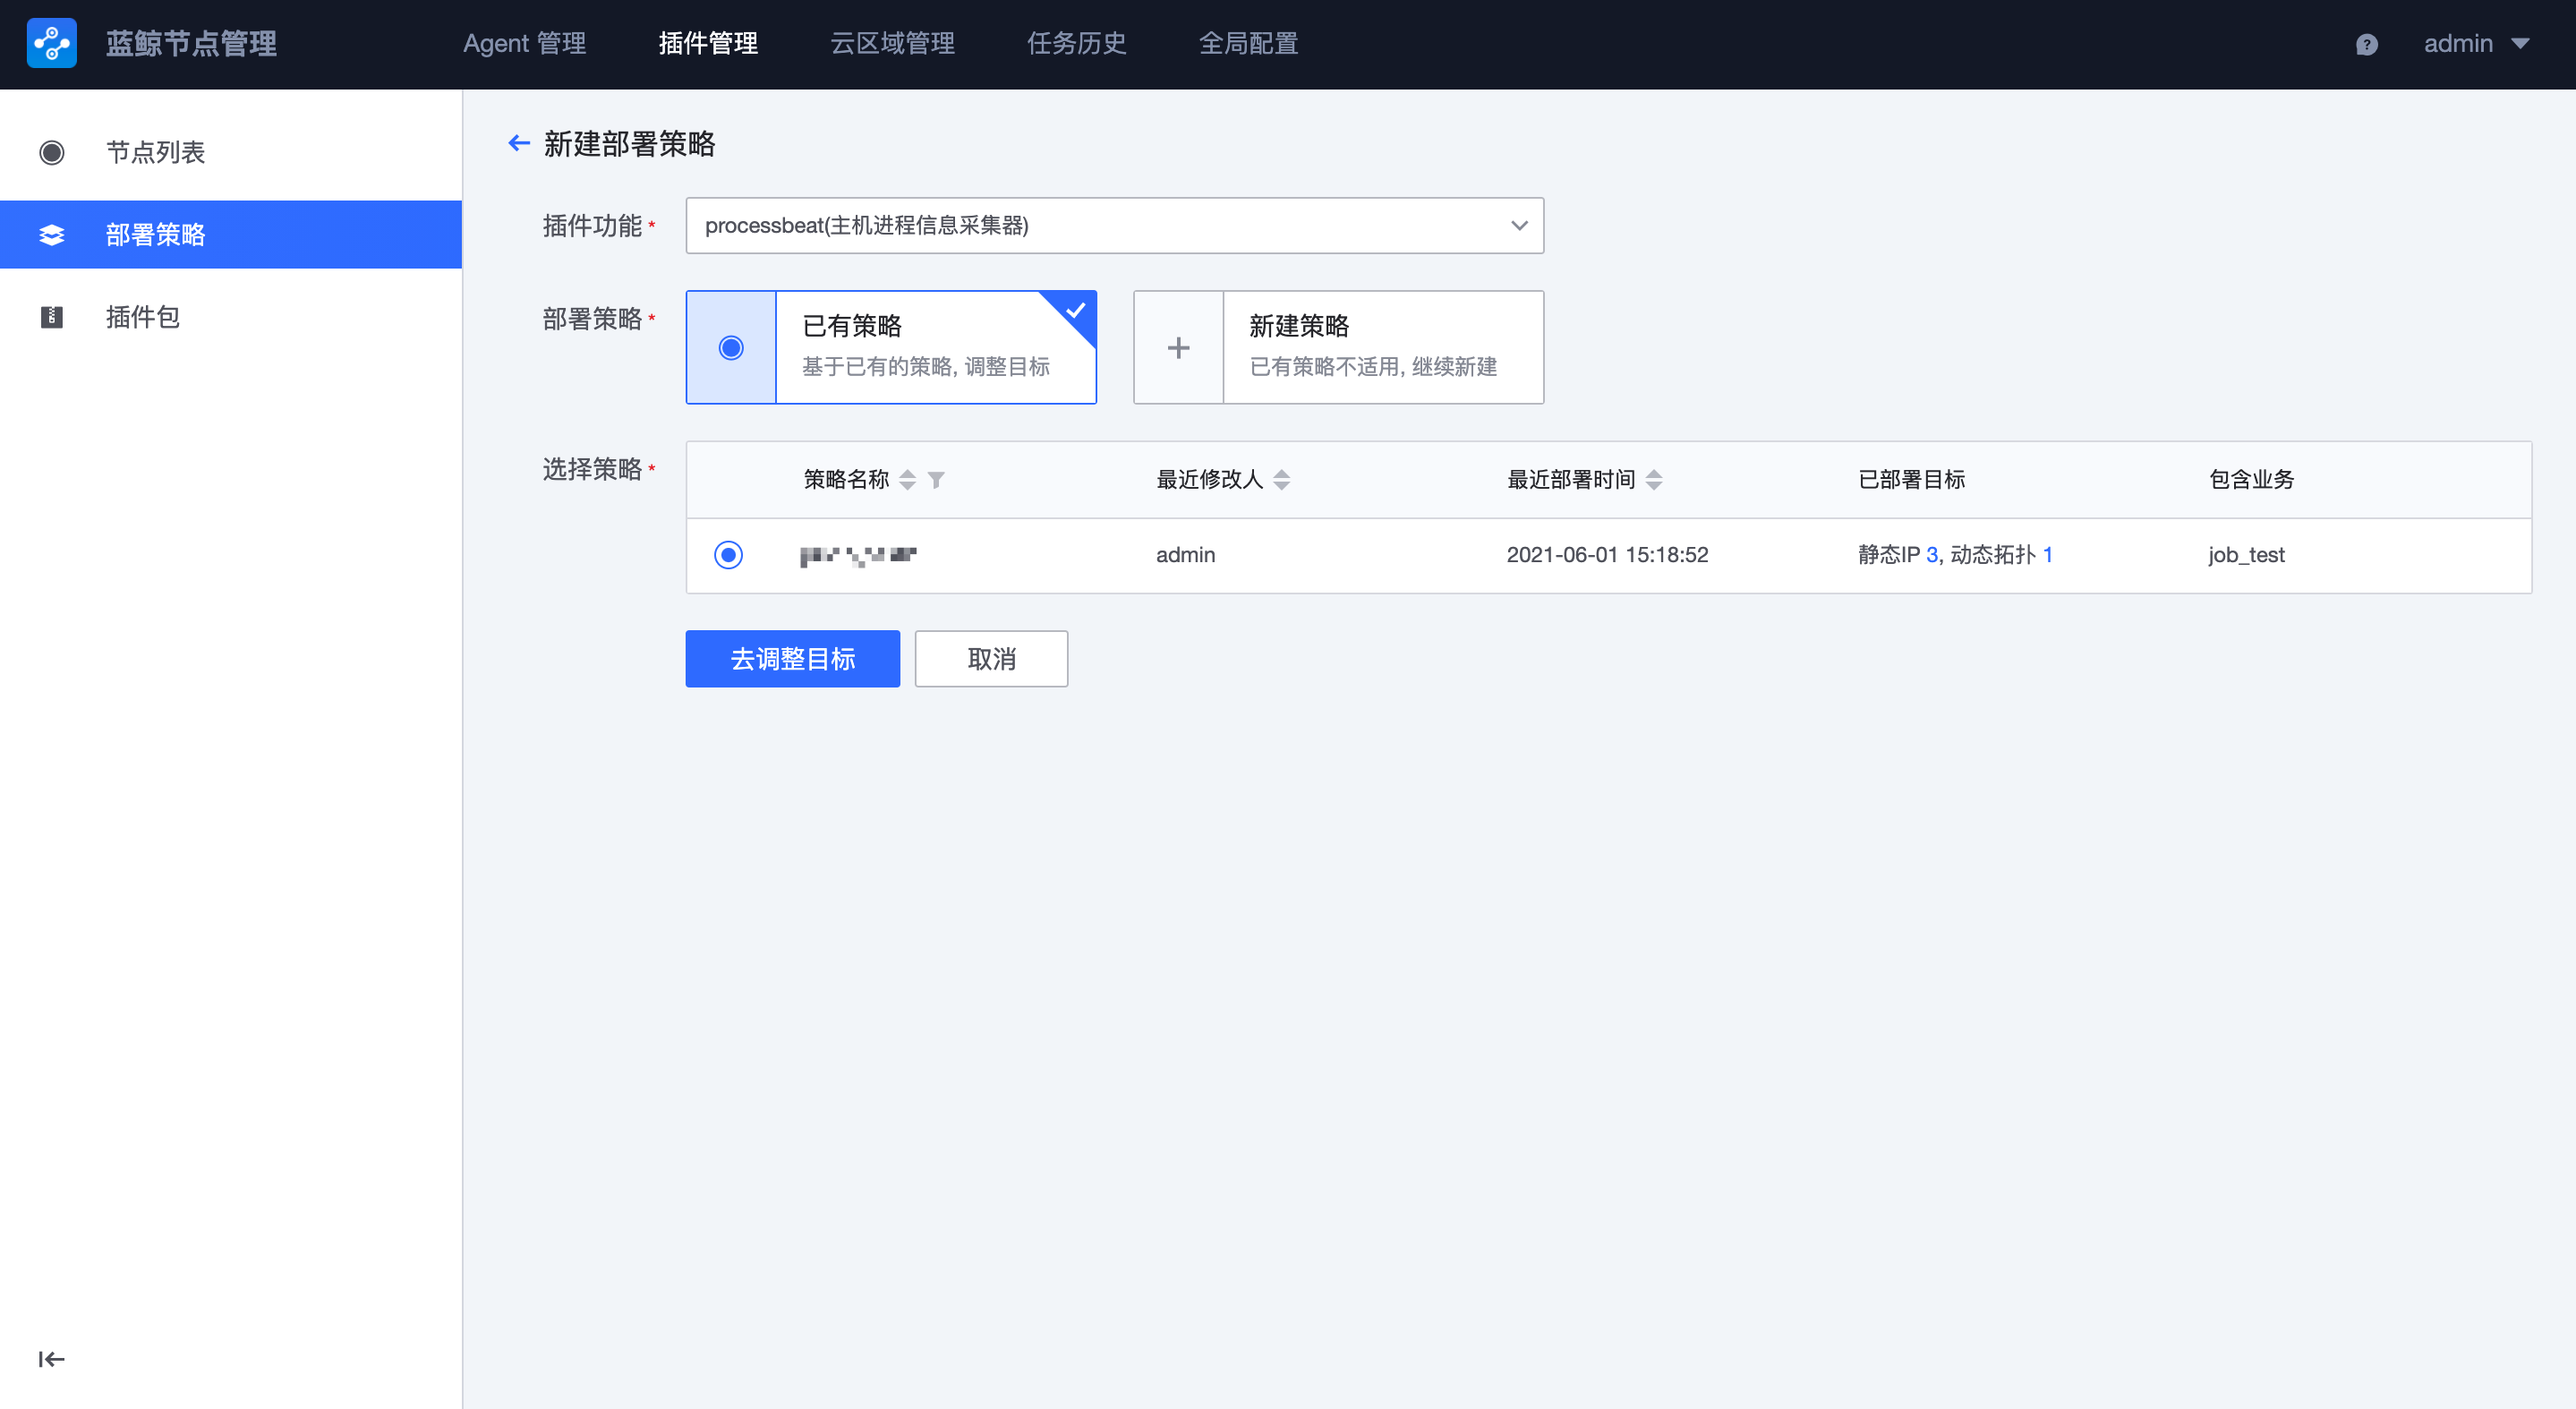 蓝鲸节点管理 Agent 管理 插件管理 云区域管理 任务历史 全局配置 admin
节点列表
部署策略
插件包
新建部署策略
插件功能* processbeat(主机进程信息采集器)
部署策略*
已有策略
基于已有的策略, 调整目标
新建策略
已有策略不适用, 继续新建
选择策略*
策略名称 最近修改人 最近部署时间 已部署目标 包含业务
admin 2021-06-01 15:18:52 静态IP 3, 动态拓扑 1 job_test
去调整目标 取消